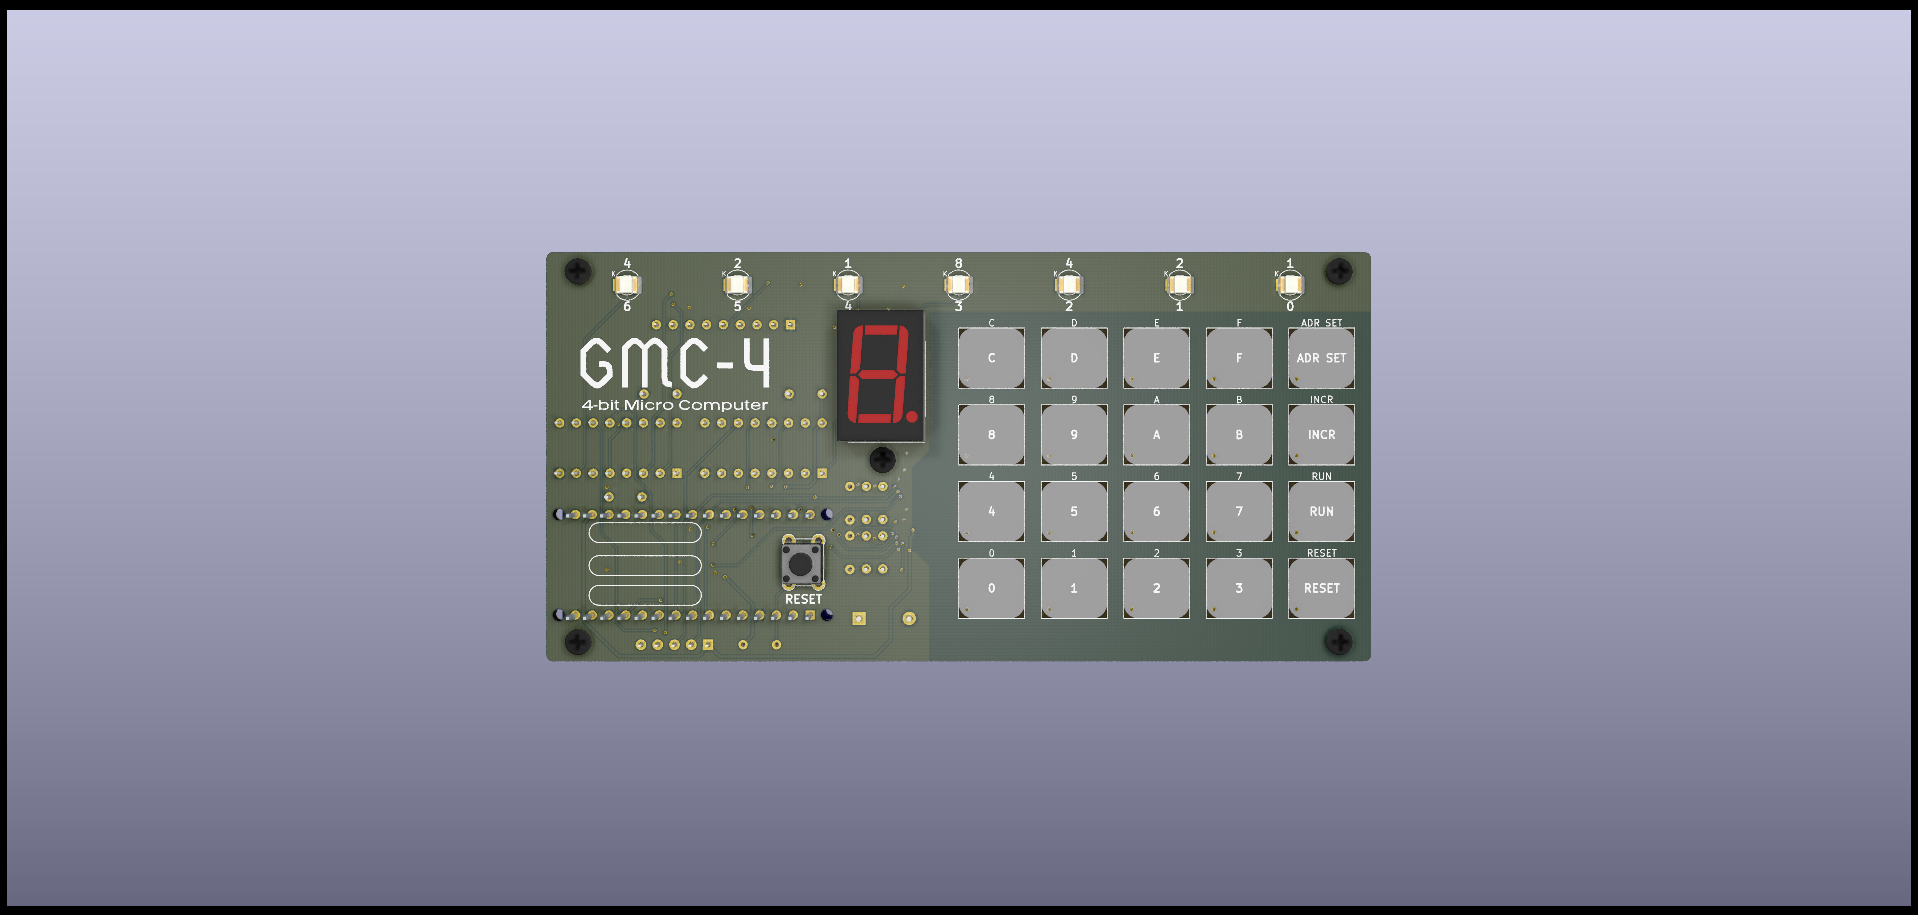 4 2 1 8 4 2 1
K K K K K K K
6 5 4 3 2 1 0
GMC-4
4-bit Micro Computer
C D E F ADR SET
C D E F ADR SET
8 9 A B INCR
8 9 A B INCR
4 5 6 7 RUN
4 5 6 7 RUN
0 1 2 3 RESET
0 1 2 3 RESET
RESET